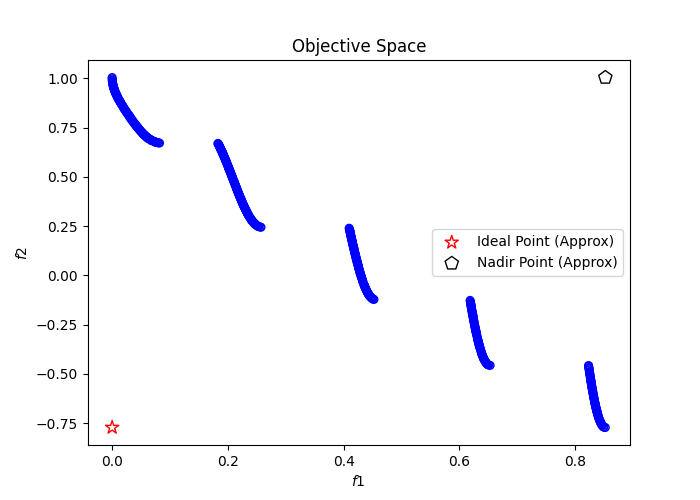 Objective Space
1.00
0.75
0.50
0.25
0.00
−0.25
−0.50
−0.75
f2
Ideal Point (Approx)
Nadir Point (Approx)
0.0 0.2 0.4 0.6 0.8
f1